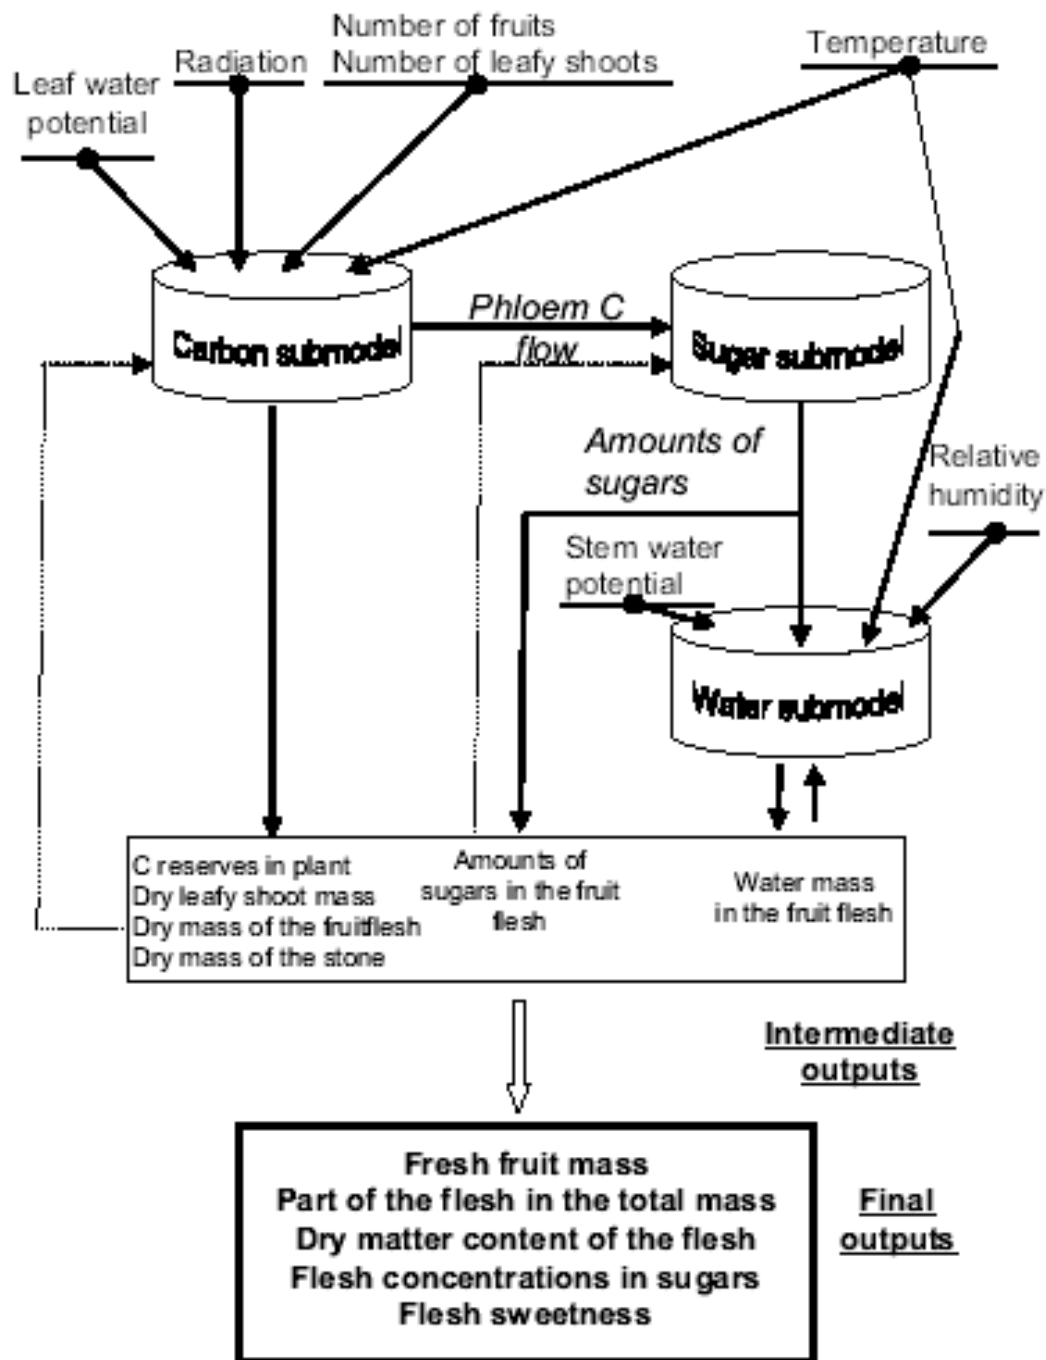 Number of fruits
Number of leafy shoots
Temperature
Radiation
Leaf water
potential
Phloem C
flow
Carbon submodel
Sugar submodel
Amounts of
sugars
Relative
humidity
Stem water
potential
Water submodel
C reserves in plant
Dry leafy shoot mass
Dry mass of the fruitflesh
Dry mass of the stone
Amounts of
sugars in the fruit
flesh
Water mass
in the fruit flesh
Intermediate
outputs
Fresh fruit mass
Part of the flesh in the total mass
Dry matter content of the flesh
Flesh concentrations in sugars
Flesh sweetness
Final
outputs